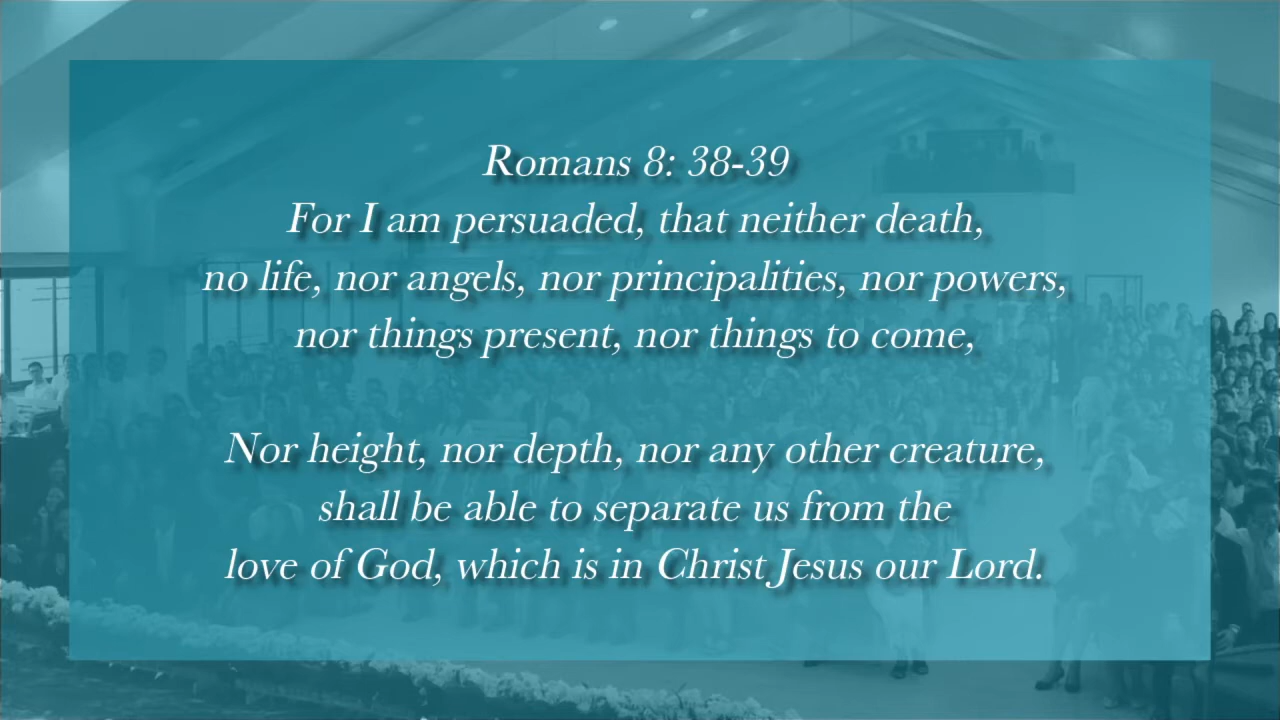 Romans 8: 38-39
For I am persuaded, that neither death,
no life, nor angels, nor principalities, nor powers,
nor things present, nor things to come,
Nor height, nor depth, nor any other creature,
shall be able to separate us from the
love of God, which is in Christ Jesus our Lord.